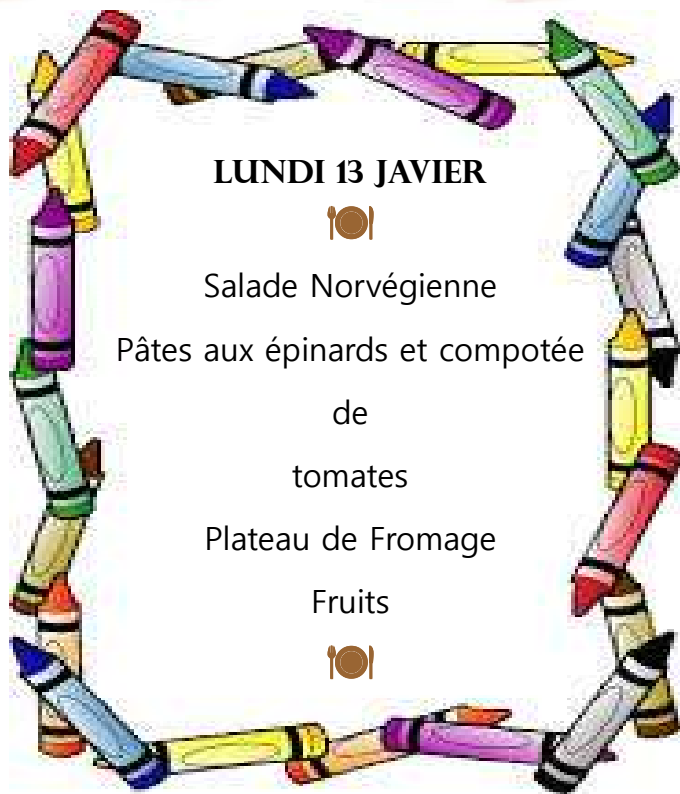 LUNDI 13 JAVIER
Salade Norvégienne
Pâtes aux épinards et compotée
de
tomates
Plateau de Fromage
Fruits